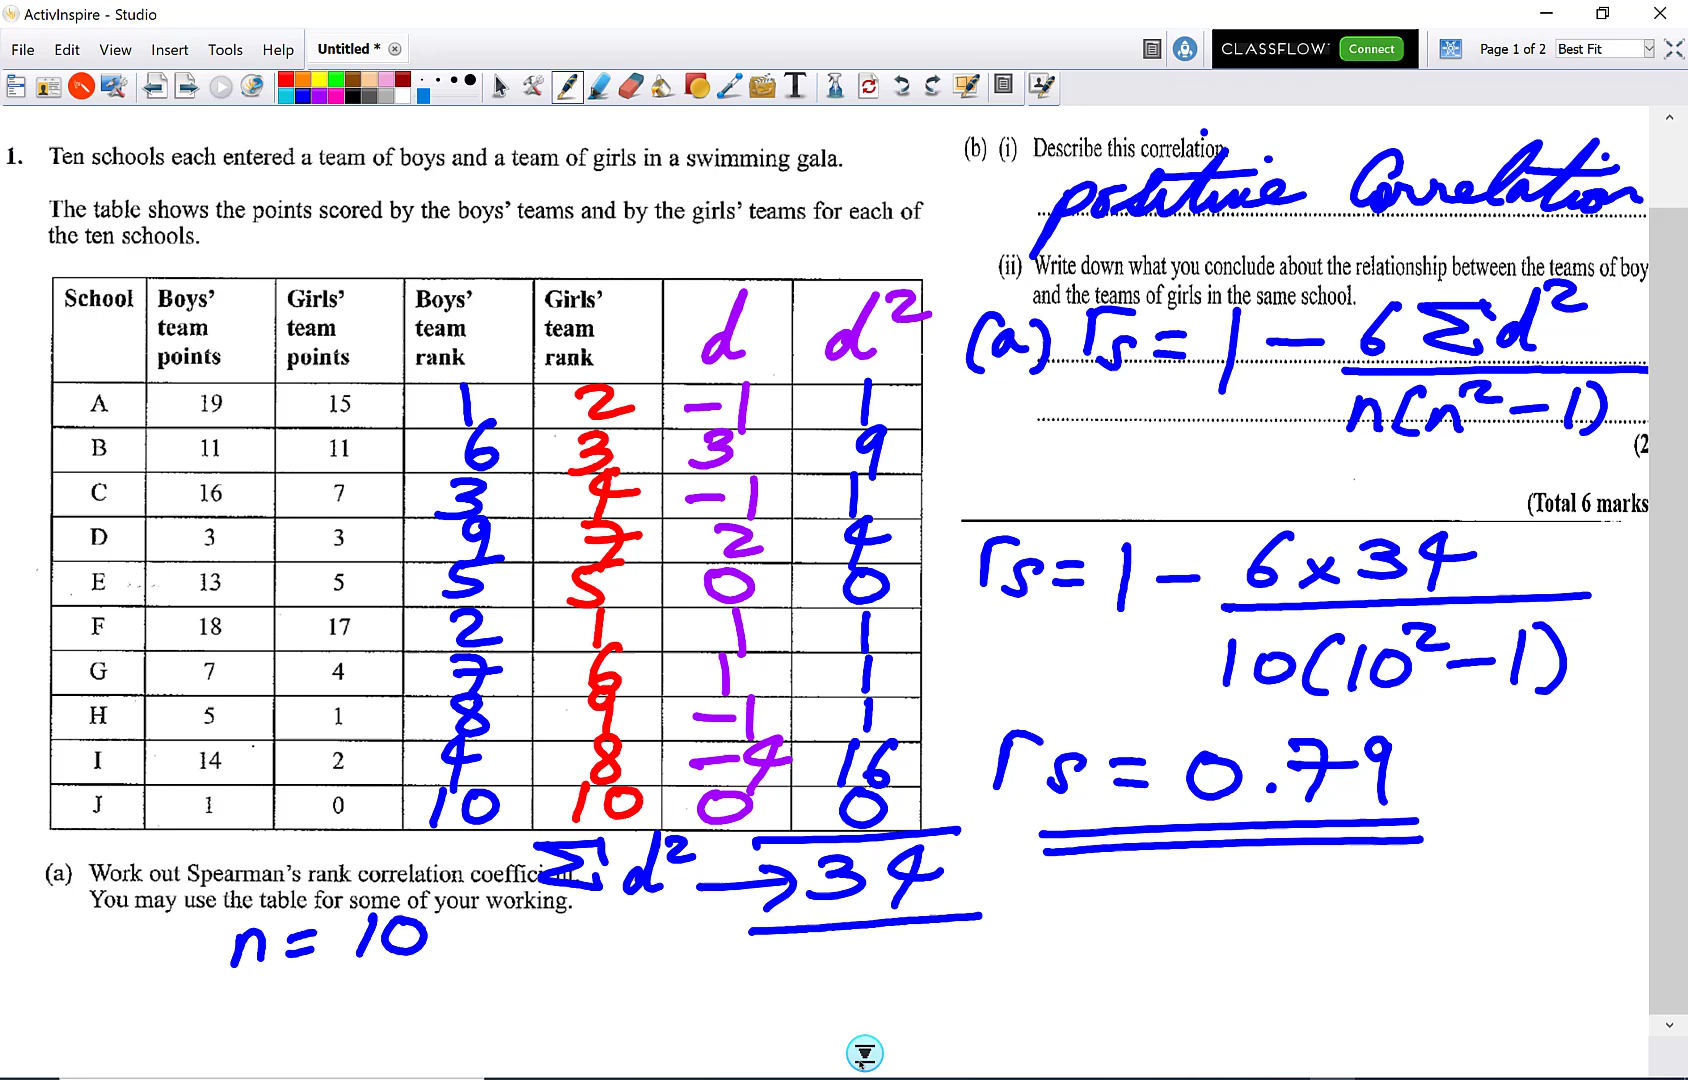 ActivInspire - Studio
File Edit View Insert Tools Help Untitled *
CLASSFLOW Connect Page 1 of 2 Best Fit
T
1. Ten schools each entered a team of boys and a team of girls in a swimming gala.
The table shows the points scored by the boys' teams and by the girls' teams for each of
the ten schools.
School Boys' team points Girls' team points Boys' team rank Girls' team rank d d²
A 19 15 1 2 -1 1
B 11 11 6 3 3 9
C 16 7 3 4 -1 1
D 3 3 9 7 2 4
E 13 5 5 5 0 0
F 18 17 2 1 1 1
G 7 4 7 6 1 1
H 5 1 8 9 -1 1
I 14 2 4 8 -4 16
J 1 0 10 10 0 0
Σd² → 34
(a) Work out Spearman's rank correlation
You may use the table for some of your working.
n = 10
(b) (i) Describe this correlation
positive Correlation
(ii) Write down what you conclude about the relationship between the teams of boy
and the teams of girls in the same school.
(a) rs = 1 - 6Σd² / n(n²-1)
(2
(Total 6 marks
rs = 1 - 6×34 / 10(10²-1)
rs = 0.79